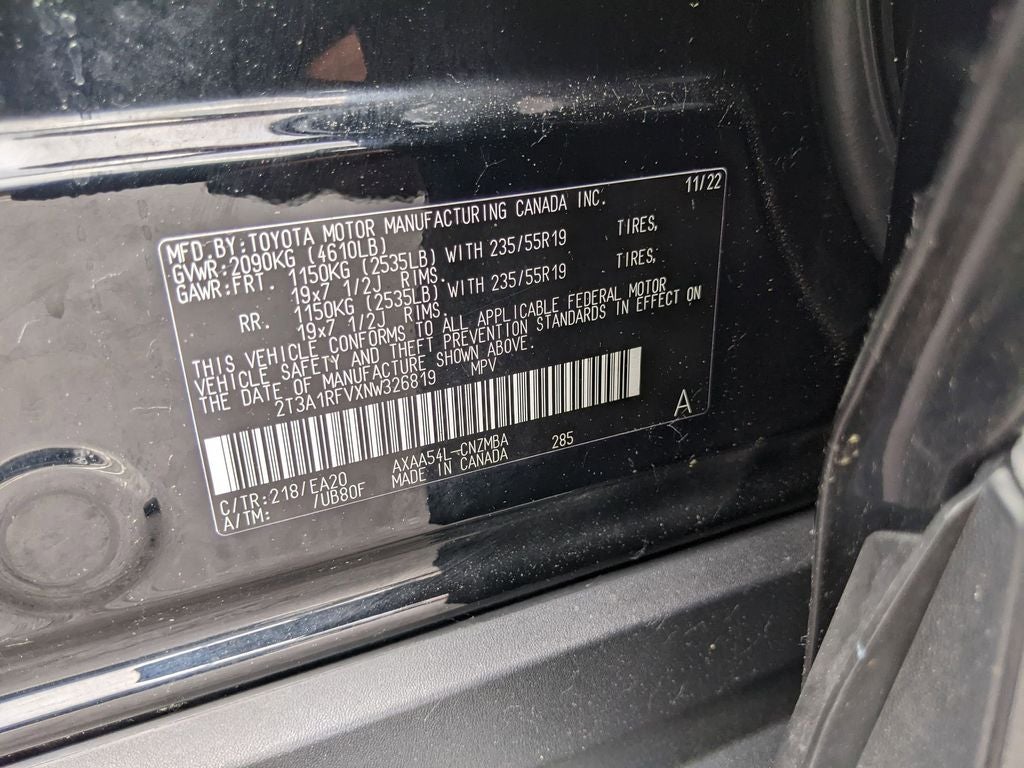 11/22
MFD.BY:TOYOTA MOTOR MANUFACTURING CANADA INC.
GVWR:2090KG (4610LB)
GAWR:FRT. 1150KG (2535LB) WITH 235/55R19 TIRES,
19x7 1/2J RIMS.
RR. 1150KG (2535LB) WITH 235/55R19 TIRES,
19x7 1/2J RIMS.
THIS VEHICLE CONFORMS TO ALL APPLICABLE FEDERAL MOTOR
VEHICLE SAFETY AND THEFT PREVENTION STANDARDS IN EFFECT ON
THE DATE OF MANUFACTURE SHOWN ABOVE.
2T3A1RFVXNW326819 MPV
A
C/TR:218/EA20 AXAA54L-CNZMBA 285
A/TM: /UB80F MADE IN CANADA